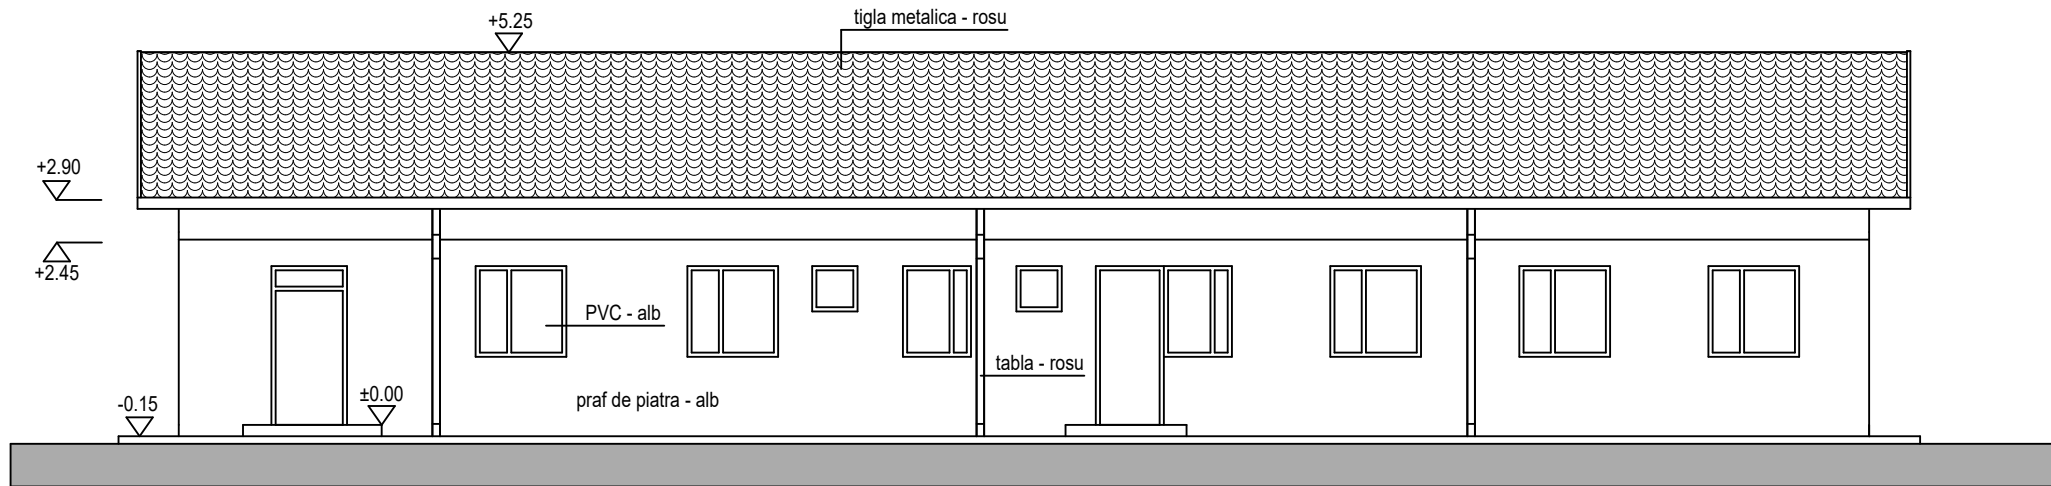 +5.25
tigla metalica - rosu
+2.90
+2.45
PVC - alb
tabla - rosu
-0.15
±0.00
praf de piatra - alb